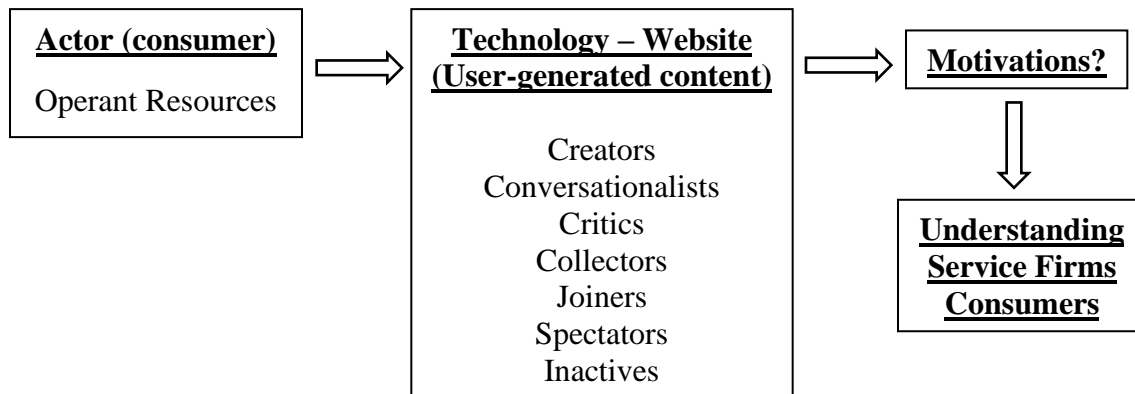 Actor (consumer)
Operant Resources
Technology – Website
(User-generated content)
Creators
Conversationalists
Critics
Collectors
Joiners
Spectators
Inactives
Motivations?
Understanding
Service Firms
Consumers